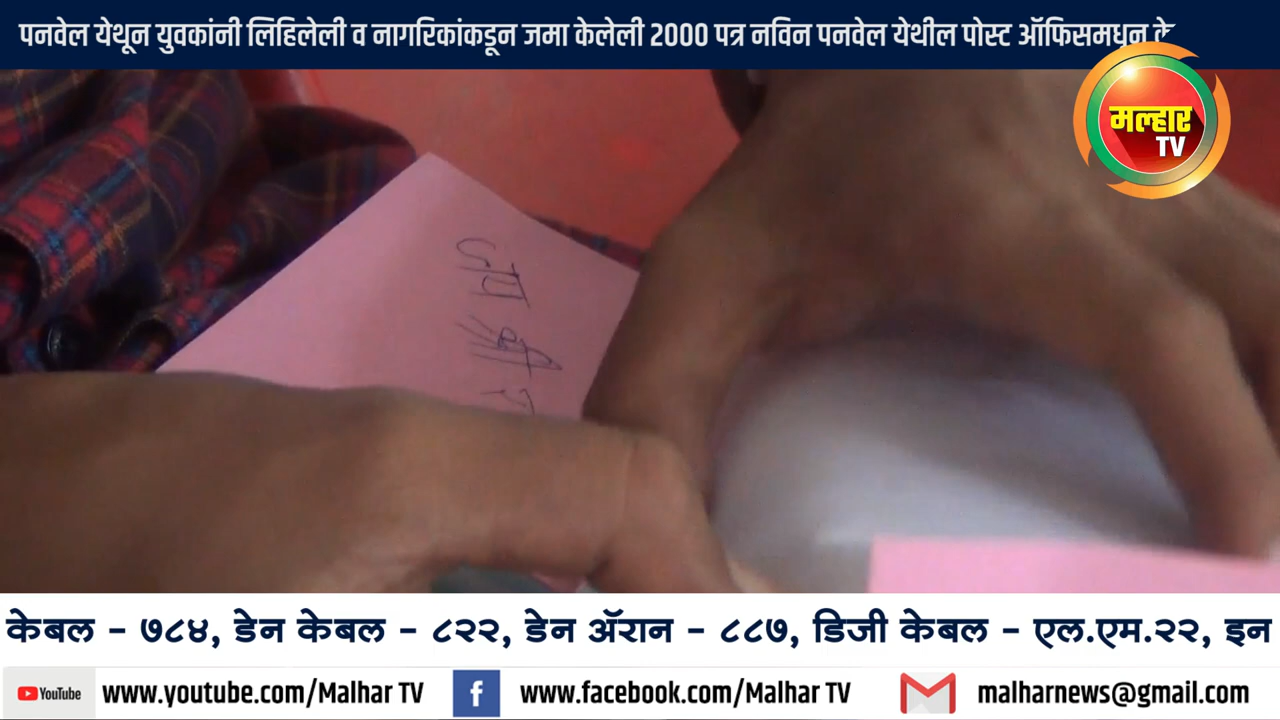 पनवेल येथून युवकांनी लिहिलेली व नागरिकांकडून जमा केलेली 2000 पत्र नविन पनवेल येथील पोस्ट ऑफिसमधून
मल्हार
TV
जय श्री
केबल - ७८४, डेन केबल - ८२२, डेन ॲरान - ८८७, डिजी केबल - एल.एम.२२, इन
YouTube www.youtube.com/Malhar TV f www.facebook.com/Malhar TV malharnews@gmail.com